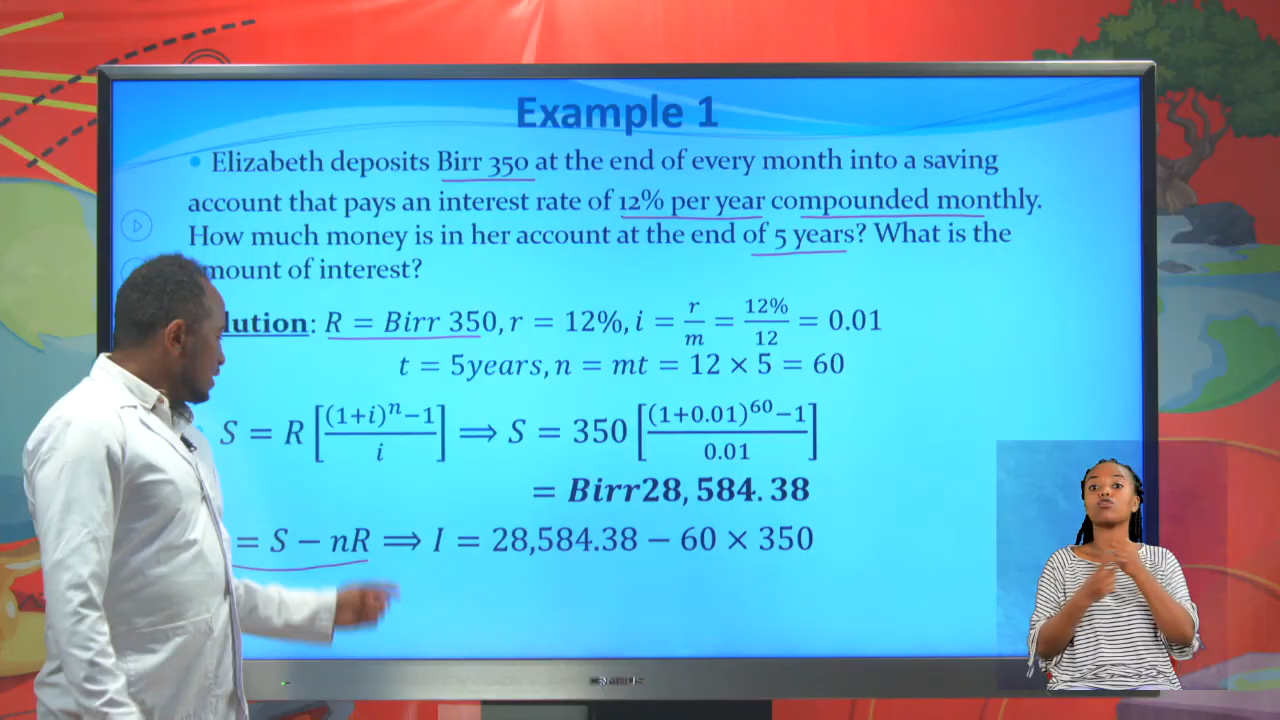 Example 1
• Elizabeth deposits Birr 350 at the end of every month into a saving
account that pays an interest rate of 12% per year compounded monthly.
How much money is in her account at the end of 5 years? What is the
mount of interest?
lution: R = Birr 350, r = 12%, i = r/m = 12%/12 = 0.01
t = 5years, n = mt = 12 × 5 = 60
S = R[((1+i)^n−1)/i] ⟹ S = 350[((1+0.01)^60−1)/0.01]
= Birr28,584.38
= S − nR ⟹ I = 28,584.38 − 60 × 350